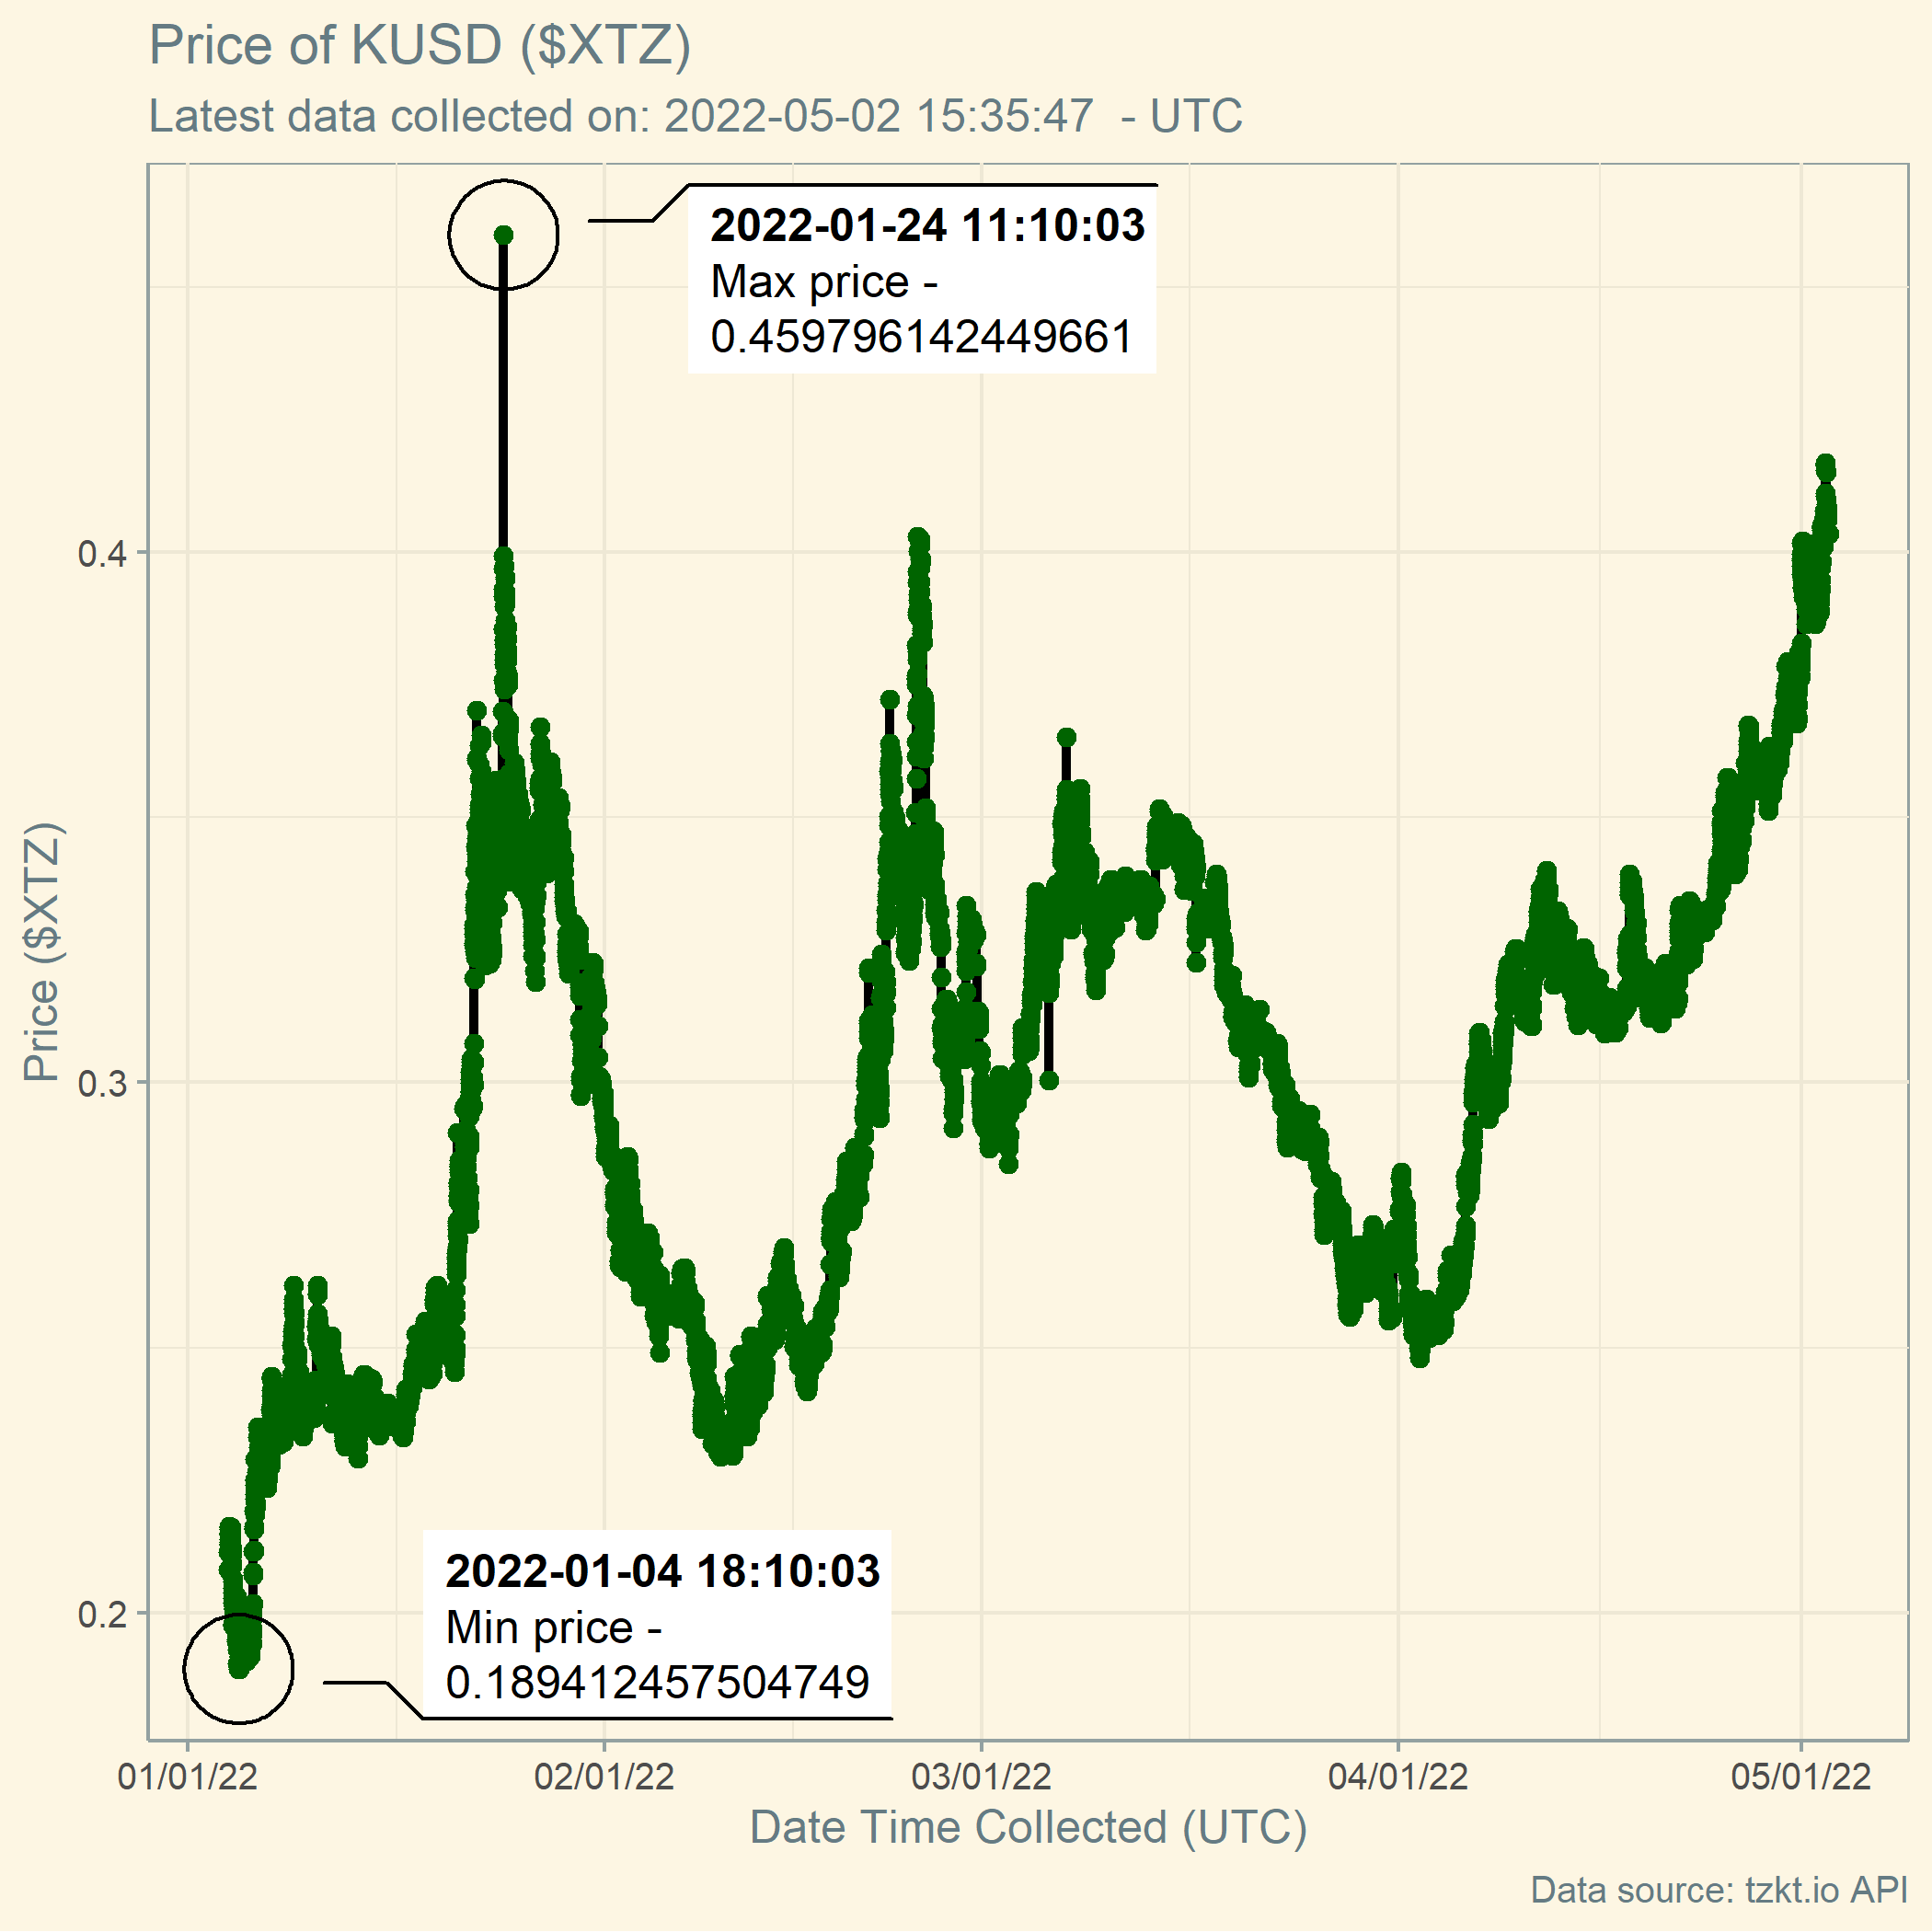 Price of KUSD ($XTZ)
Latest data collected on: 2022-05-02 15:35:47  - UTC
2022-01-24 11:10:03
Max price -
0.459796142449661
0.4
0.3
0.2
Price ($XTZ)
2022-01-04 18:10:03
Min price -
0.189412457504749
01/01/22
02/01/22
03/01/22
04/01/22
05/01/22
Date Time Collected (UTC)
Data source: tzkt.io API